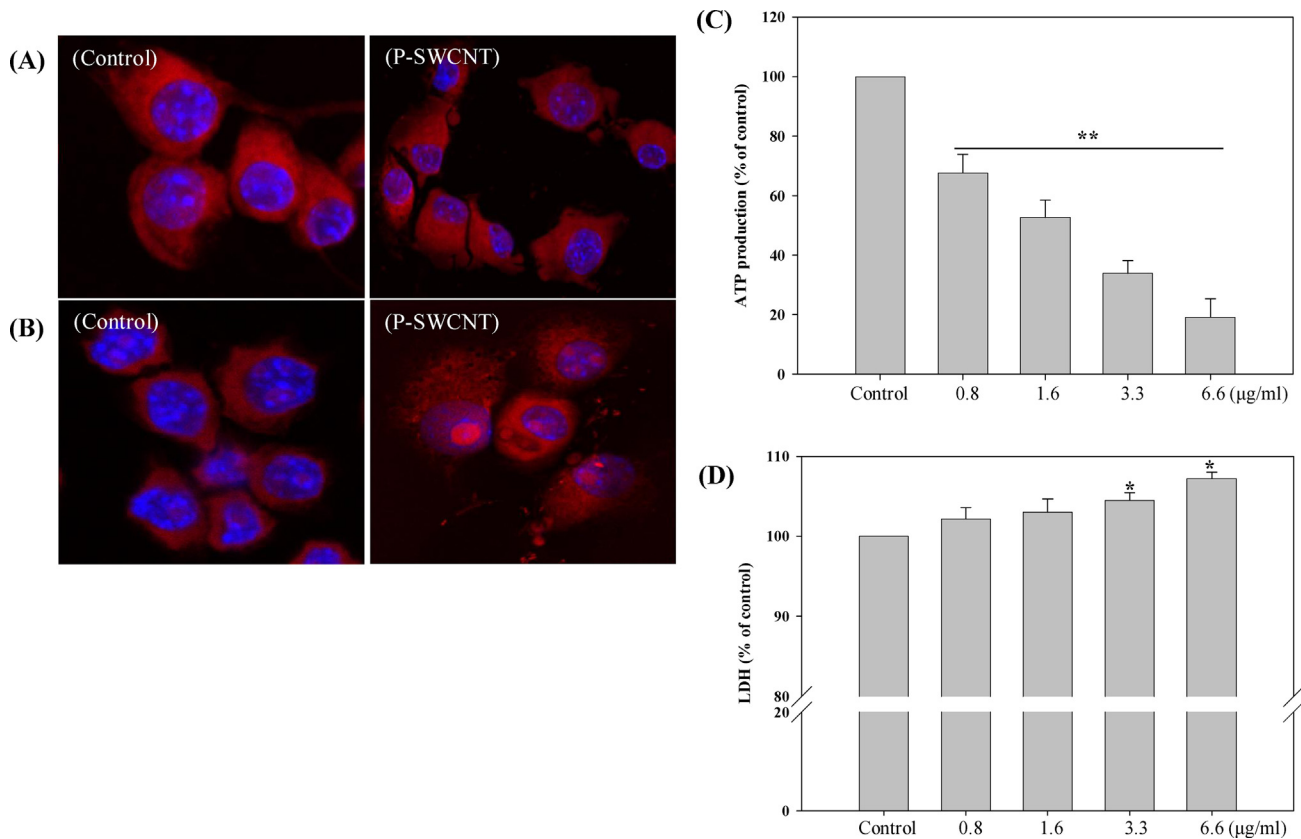 (A)
(Control)
(P-SWCNT)
(B)
(Control)
(P-SWCNT)
(C)
ATP production (% of control)
120
100
80
60
40
20
0
**
Control 0.8 1.6 3.3 6.6 (μg/ml)
(D)
LDH (% of control)
110
100
90
80
20
0
*
*
Control 0.8 1.6 3.3 6.6 (μg/ml)